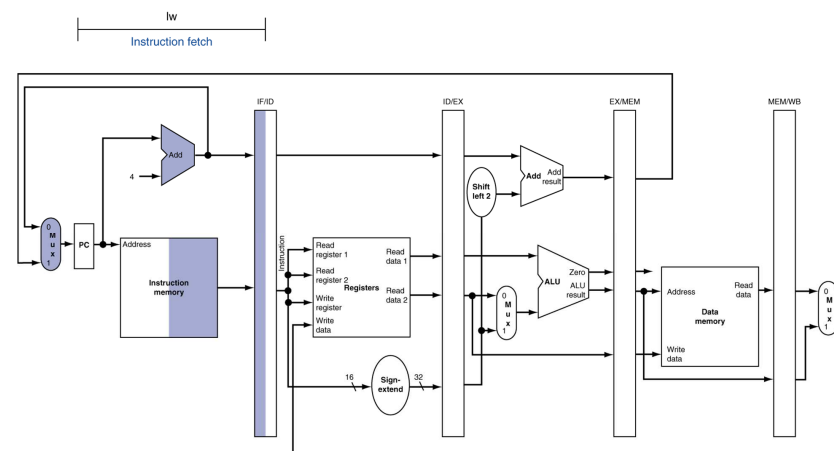 lw
Instruction fetch
IF/ID
ID/EX
EX/MEM
MEM/WB
Add
4
Shift
left 2
Add
Add
result
0
M
u
x
1
PC
Address
Instruction
memory
Instruction
Read
register 1
Read
register 2
Write
register
Write
data
Registers
Read
data 1
Read
data 2
16
Sign-
extend
32
0
M
u
x
1
ALU
Zero
ALU
result
Address
Write
data
Data
memory
Read
data
0
M
u
x
1